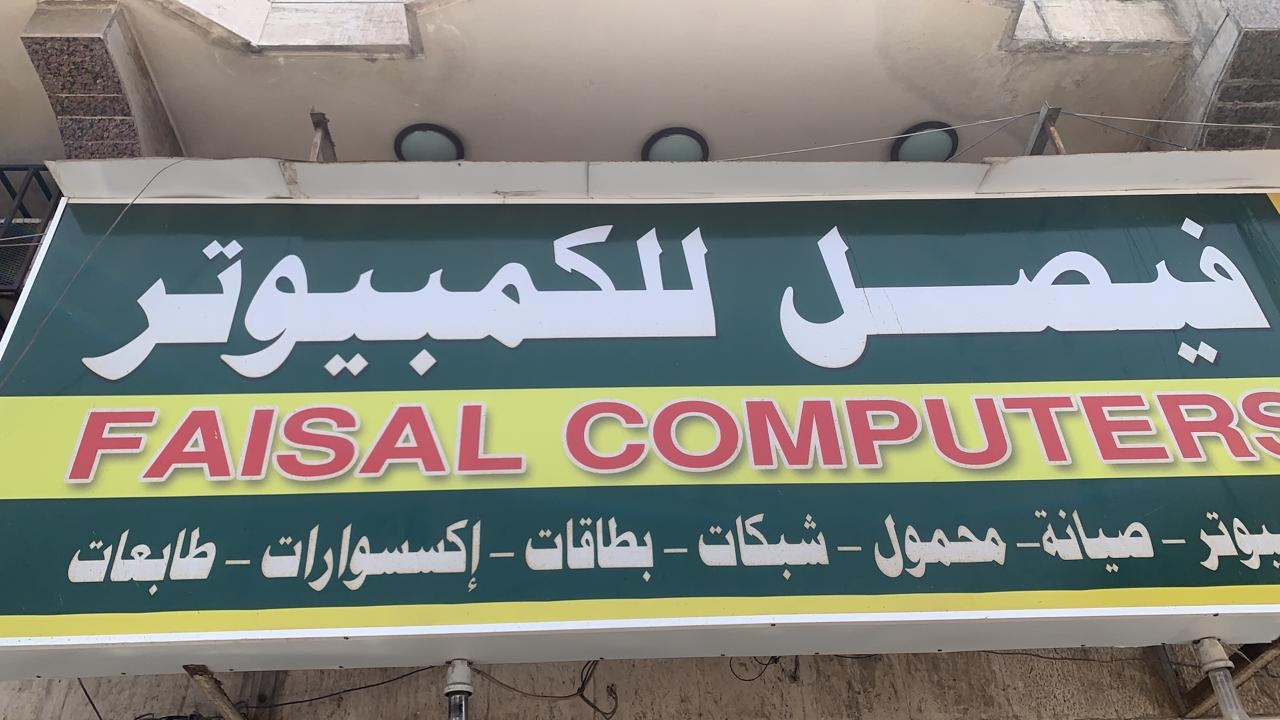 فيصل للكمبيوتر
FAISAL COMPUTERS
- صيانة - محمول - شبكات - بطاقات - إكسسوارات - طابعات